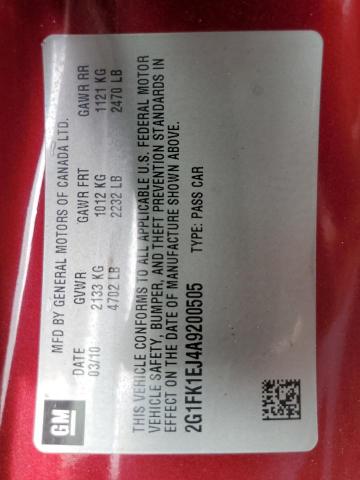 GM
MFD BY GENERAL MOTORS OF CANADA LTD.
DATE GVWR GAWR FRT GAWR RR
03/10 2133 KG 1012 KG 1121 KG
4702 LB 2232 LB 2470 LB
THIS VEHICLE CONFORMS TO ALL APPLICABLE U.S. FEDERAL MOTOR
VEHICLE SAFETY, BUMPER, AND THEFT PREVENTION STANDARDS IN
EFFECT ON THE DATE OF MANUFACTURE SHOWN ABOVE.
2G1FK1EJ4A9200505 TYPE: PASS CAR